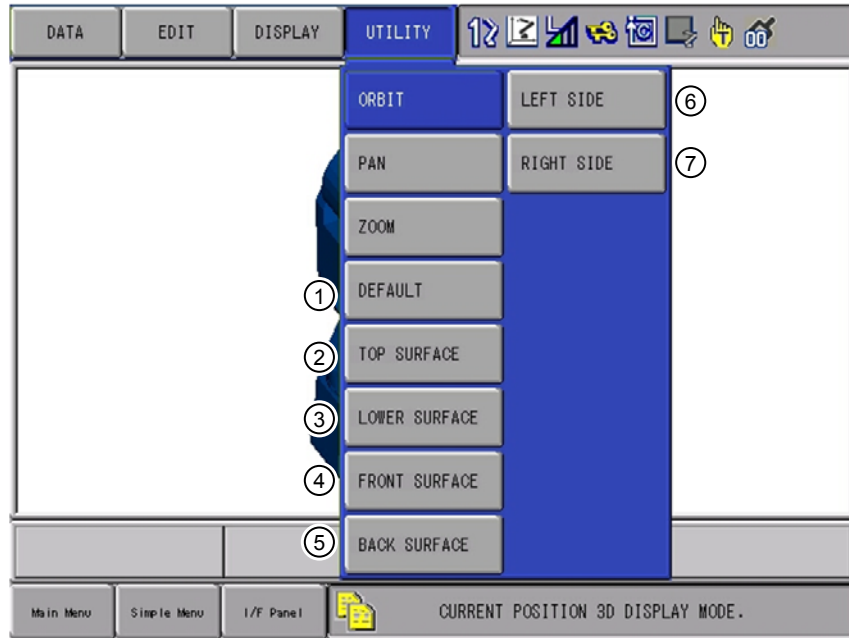 DATA EDIT DISPLAY UTILITY
ORBIT LEFT SIDE ⑥
PAN RIGHT SIDE ⑦
ZOOM
① DEFAULT
② TOP SURFACE
③ LOWER SURFACE
④ FRONT SURFACE
⑤ BACK SURFACE
Main Menu Simple Menu I/F Panel CURRENT POSITION 3D DISPLAY MODE.